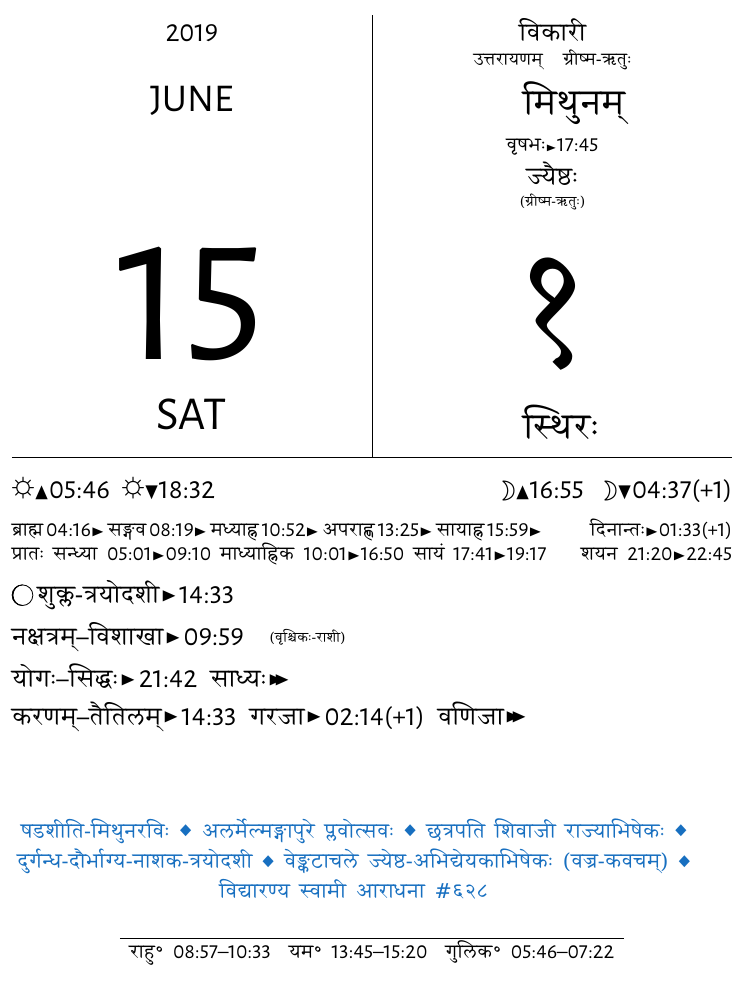 2019
JUNE
15
SAT
विकारी
उत्तरायणम् ग्रीष्म-ऋतुः
मिथुनम्
वृषभः►17:45
ज्यैष्ठः
(ग्रीष्म-ऋतुः)
१
स्थिरः
☼▲05:46 ☼▼18:32 ☽▲16:55 ☽▼04:37(+1)
ब्राह्म 04:16► सङ्गव 08:19► मध्याह्न 10:52► अपराह्ण 13:25► सायाह्न 15:59► दिनान्तः►01:33(+1)
प्रातः सन्ध्या 05:01►09:10 माध्याह्निक 10:01►16:50 सायं 17:41►19:17 शयन 21:20►22:45
◯ शुक्ल-त्रयोदशी►14:33
नक्षत्रम्–विशाखा► 09:59 (वृश्चिकः-राशी)
योगः–सिद्धः► 21:42 साध्यः►►
करणम्–तैतिलम्►14:33 गरजा► 02:14(+1) वणिजा►►
षडशीति-मिथुनरविः ◆ अलर्मेल्मङ्गापुरे प्लवोत्सवः ◆ छत्रपति शिवाजी राज्याभिषेकः ◆
दुर्गन्ध-दौर्भाग्य-नाशक-त्रयोदशी ◆ वेङ्कटाचले ज्येष्ठ-अभिद्येयकाभिषेकः (वज्र-कवचम्) ◆
विद्यारण्य स्वामी आराधना #६२८
राहु॰ 08:57–10:33 यम॰ 13:45–15:20 गुलिक॰ 05:46–07:22